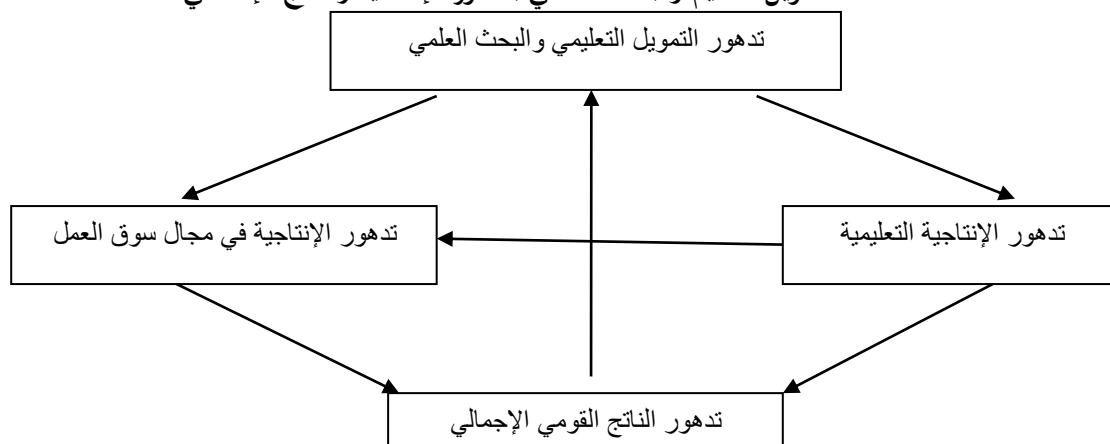 تدهور التمويل التعليمي والبحث العلمي
تدهور الإنتاجية التعليمية
تدهور الإنتاجية في مجال سوق العمل
تدهور الناتج القومي الإجمالي